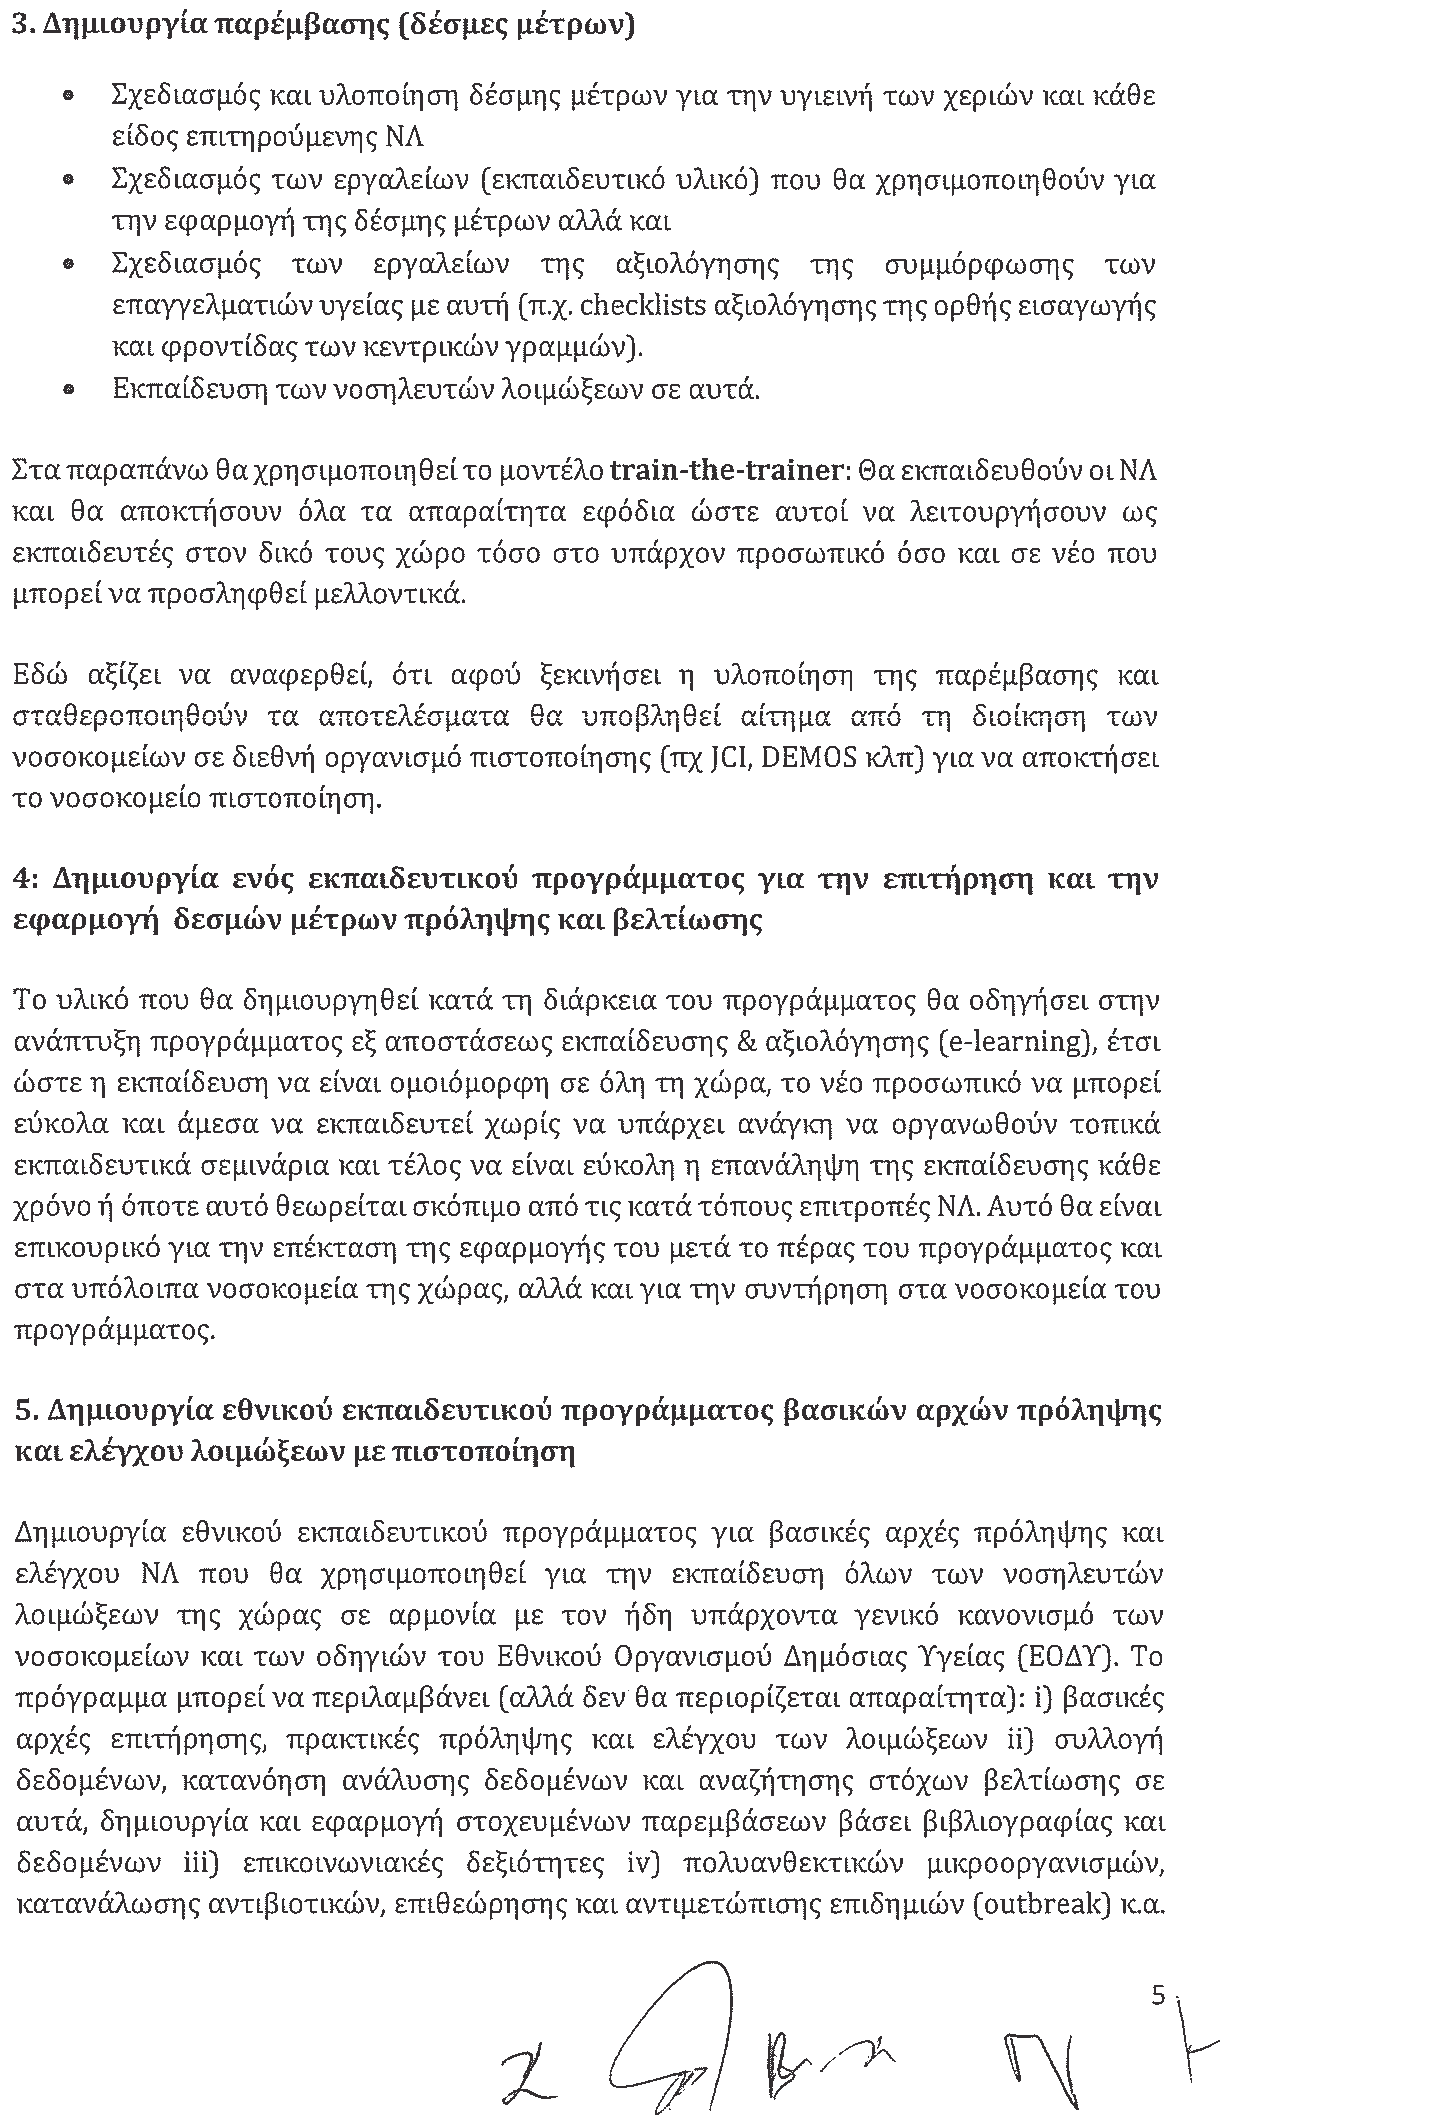 3. Δημιουργία παρέμβασης (δέσμες μέτρων)
• Σχεδιασμός και υλοποίηση δέσμης μέτρων για την υγιεινή των χεριών και κάθε
είδος επιτηρούμενης ΝΛ
• Σχεδιασμός των εργαλείων (εκπαιδευτικό υλικό) που θα χρησιμοποιηθούν για
την εφαρμογή της δέσμης μέτρων αλλά και
• Σχεδιασμός των εργαλείων της αξιολόγησης της συμμόρφωσης των
επαγγελματιών υγείας με αυτή (π.χ. checklists αξιολόγησης της ορθής εισαγωγής
και φροντίδας των κεντρικών γραμμών).
• Εκπαίδευση των νοσηλευτών λοιμώξεων σε αυτά.
Στα παραπάνω θα χρησιμοποιηθεί το μοντέλο train-the-trainer: Θα εκπαιδευθούν οι ΝΛ
και θα αποκτήσουν όλα τα απαραίτητα εφόδια ώστε αυτοί να λειτουργήσουν ως
εκπαιδευτές στον δικό τους χώρο τόσο στο υπάρχον προσωπικό όσο και σε νέο που
μπορεί να προσληφθεί μελλοντικά.
Εδώ αξίζει να αναφερθεί, ότι αφού ξεκινήσει η υλοποίηση της παρέμβασης και
σταθεροποιηθούν τα αποτελέσματα θα υποβληθεί αίτημα από τη διοίκηση των
νοσοκομείων σε διεθνή οργανισμό πιστοποίησης (πχ JCI, DEMOS κλπ) για να αποκτήσει
το νοσοκομείο πιστοποίηση.
4: Δημιουργία ενός εκπαιδευτικού προγράμματος για την επιτήρηση και την
εφαρμογή δεσμών μέτρων πρόληψης και βελτίωσης
Το υλικό που θα δημιουργηθεί κατά τη διάρκεια του προγράμματος θα οδηγήσει στην
ανάπτυξη προγράμματος εξ αποστάσεως εκπαίδευσης & αξιολόγησης (e-learning), έτσι
ώστε η εκπαίδευση να είναι ομοιόμορφη σε όλη τη χώρα, το νέο προσωπικό να μπορεί
εύκολα και άμεσα να εκπαιδευτεί χωρίς να υπάρχει ανάγκη να οργανωθούν τοπικά
εκπαιδευτικά σεμινάρια και τέλος να είναι εύκολη η επανάληψη της εκπαίδευσης κάθε
χρόνο ή όποτε αυτό θεωρείται σκόπιμο από τις κατά τόπους επιτροπές ΝΛ. Αυτό θα είναι
επικουρικό για την επέκταση της εφαρμογής του μετά το πέρας του προγράμματος και
στα υπόλοιπα νοσοκομεία της χώρας, αλλά και για την συντήρηση στα νοσοκομεία του
προγράμματος.
5. Δημιουργία εθνικού εκπαιδευτικού προγράμματος βασικών αρχών πρόληψης
και ελέγχου λοιμώξεων με πιστοποίηση
Δημιουργία εθνικού εκπαιδευτικού προγράμματος για βασικές αρχές πρόληψης και
ελέγχου ΝΛ που θα χρησιμοποιηθεί για την εκπαίδευση όλων των νοσηλευτών
λοιμώξεων της χώρας σε αρμονία με τον ήδη υπάρχοντα γενικό κανονισμό των
νοσοκομείων και των οδηγιών του Εθνικού Οργανισμού Δημόσιας Υγείας (ΕΟΔΥ). Το
πρόγραμμα μπορεί να περιλαμβάνει (αλλά δεν θα περιορίζεται απαραίτητα): i) βασικές
αρχές επιτήρησης, πρακτικές πρόληψης και ελέγχου των λοιμώξεων ii) συλλογή
δεδομένων, κατανόηση ανάλυσης δεδομένων και αναζήτησης στόχων βελτίωσης σε
αυτά, δημιουργία και εφαρμογή στοχευμένων παρεμβάσεων βάσει βιβλιογραφίας και
δεδομένων iii) επικοινωνιακές δεξιότητες iv) πολυανθεκτικών μικροοργανισμών,
κατανάλωσης αντιβιοτικών, επιθεώρησης και αντιμετώπισης επιδημιών (outbreak) κ.α.
5